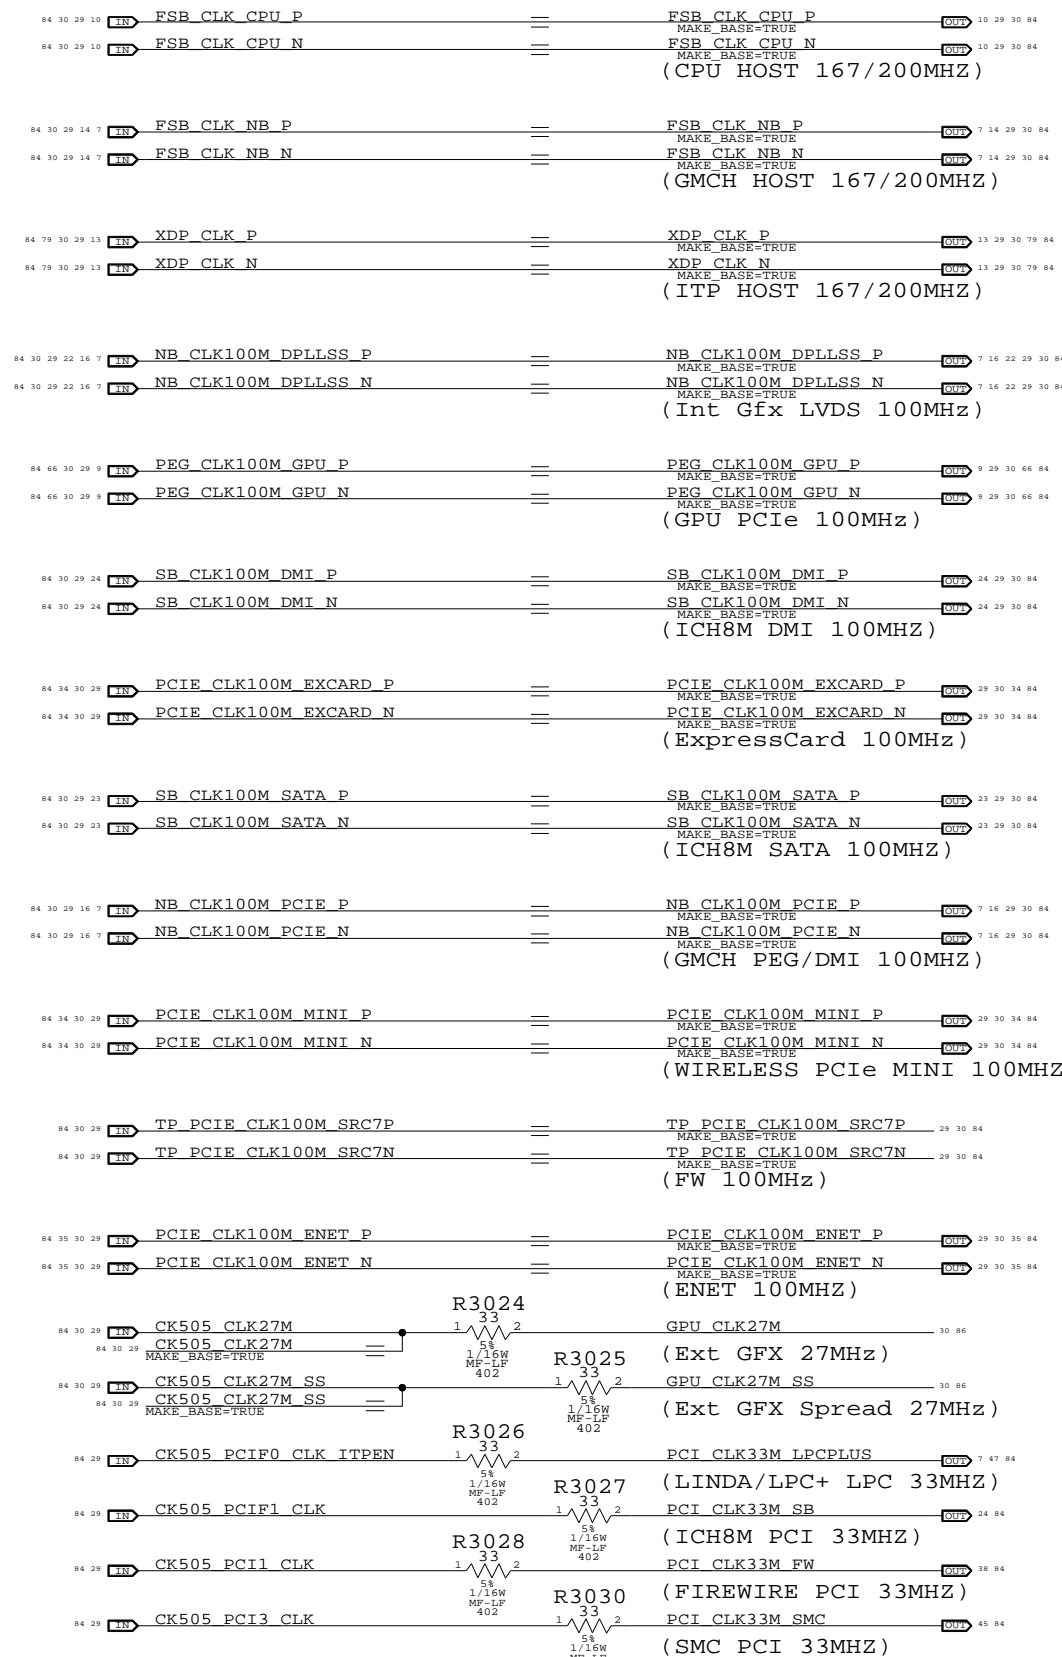 84 30 29 10 IN FSB_CLK_CPU_P FSB_CLK_CPU_P OUT 10 29 30 84
MAKE_BASE=TRUE
84 30 29 10 IN FSB_CLK_CPU_N FSB_CLK_CPU_N OUT 10 29 30 84
MAKE_BASE=TRUE
(CPU HOST 167/200MHZ)
84 30 29 14 7 IN FSB_CLK_NB_P FSB_CLK_NB_P OUT 7 14 29 30 84
MAKE_BASE=TRUE
84 30 29 14 7 IN FSB_CLK_NB_N FSB_CLK_NB_N OUT 7 14 29 30 84
MAKE_BASE=TRUE
(GMCH HOST 167/200MHZ)
84 79 30 29 13 IN XDP_CLK_P XDP_CLK_P OUT 13 29 30 79 84
MAKE_BASE=TRUE
84 79 30 29 13 IN XDP_CLK_N XDP_CLK_N OUT 13 29 30 79 84
MAKE_BASE=TRUE
(ITP HOST 167/200MHZ)
84 30 29 22 16 7 IN NB_CLK100M_DPLLSS_P NB_CLK100M_DPLLSS_P OUT 7 16 22 29 30 84
MAKE_BASE=TRUE
84 30 29 22 16 7 IN NB_CLK100M_DPLLSS_N NB_CLK100M_DPLLSS_N OUT 7 16 22 29 30 84
MAKE_BASE=TRUE
(Int Gfx LVDS 100MHz)
84 66 30 29 9 IN PEG_CLK100M_GPU_P PEG_CLK100M_GPU_P OUT 9 29 30 66 84
MAKE_BASE=TRUE
84 66 30 29 9 IN PEG_CLK100M_GPU_N PEG_CLK100M_GPU_N OUT 9 29 30 66 84
MAKE_BASE=TRUE
(GPU PCIe 100MHz)
84 30 29 24 IN SB_CLK100M_DMI_P SB_CLK100M_DMI_P OUT 24 29 30 84
MAKE_BASE=TRUE
84 30 29 24 IN SB_CLK100M_DMI_N SB_CLK100M_DMI_N OUT 24 29 30 84
MAKE_BASE=TRUE
(ICH8M DMI 100MHZ)
84 34 30 29 IN PCIE_CLK100M_EXCARD_P PCIE_CLK100M_EXCARD_P OUT 29 30 34 84
MAKE_BASE=TRUE
84 34 30 29 IN PCIE_CLK100M_EXCARD_N PCIE_CLK100M_EXCARD_N OUT 29 30 34 84
MAKE_BASE=TRUE
(ExpressCard 100MHz)
84 30 29 23 IN SB_CLK100M_SATA_P SB_CLK100M_SATA_P OUT 23 29 30 84
MAKE_BASE=TRUE
84 30 29 23 IN SB_CLK100M_SATA_N SB_CLK100M_SATA_N OUT 23 29 30 84
MAKE_BASE=TRUE
(ICH8M SATA 100MHZ)
84 30 29 16 7 IN NB_CLK100M_PCIE_P NB_CLK100M_PCIE_P OUT 7 16 29 30 84
MAKE_BASE=TRUE
84 30 29 16 7 IN NB_CLK100M_PCIE_N NB_CLK100M_PCIE_N OUT 7 16 29 30 84
MAKE_BASE=TRUE
(GMCH PEG/DMI 100MHZ)
84 34 30 29 IN PCIE_CLK100M_MINI_P PCIE_CLK100M_MINI_P OUT 29 30 34 84
MAKE_BASE=TRUE
84 34 30 29 IN PCIE_CLK100M_MINI_N PCIE_CLK100M_MINI_N OUT 29 30 34 84
MAKE_BASE=TRUE
(WIRELESS PCIe MINI 100MHZ
84 30 29 IN TP_PCIE_CLK100M_SRC7P TP_PCIE_CLK100M_SRC7P 29 30 84
MAKE_BASE=TRUE
84 30 29 IN TP_PCIE_CLK100M_SRC7N TP_PCIE_CLK100M_SRC7N 29 30 84
MAKE_BASE=TRUE
(FW 100MHz)
84 35 30 29 IN PCIE_CLK100M_ENET_P PCIE_CLK100M_ENET_P OUT 29 30 35 84
MAKE_BASE=TRUE
84 35 30 29 IN PCIE_CLK100M_ENET_N PCIE_CLK100M_ENET_N OUT 29 30 35 84
MAKE_BASE=TRUE
(ENET 100MHZ)
R3024
33
84 30 29 IN CK505_CLK27M 1 2 GPU_CLK27M 30 86
84 30 29 CK505_CLK27M 5%
MAKE_BASE=TRUE 1/16W (Ext GFX 27MHz)
MF-LF
402
R3025
33
84 30 29 IN CK505_CLK27M_SS 1 2 GPU_CLK27M_SS 30 86
84 30 29 CK505_CLK27M_SS 5%
MAKE_BASE=TRUE 1/16W (Ext GFX Spread 27MHz)
MF-LF
402
R3026
33
84 29 IN CK505_PCIF0_CLK_ITPEN 1 2 PCI_CLK33M_LPCPLUS OUT 7 47 84
5%
1/16W (LINDA/LPC+ LPC 33MHZ)
MF-LF
402
R3027
33
84 29 IN CK505_PCIF1_CLK 1 2 PCI_CLK33M_SB OUT 24 84
5%
1/16W (ICH8M PCI 33MHZ)
MF-LF
402
R3028
33
84 29 IN CK505_PCI1_CLK 1 2 PCI_CLK33M_FW OUT 38 84
5%
1/16W (FIREWIRE PCI 33MHZ)
MF-LF
402
R3030
33
84 29 IN CK505_PCI3_CLK 1 2 PCI_CLK33M_SMC OUT 45 84
5%
1/16W (SMC PCI 33MHZ)